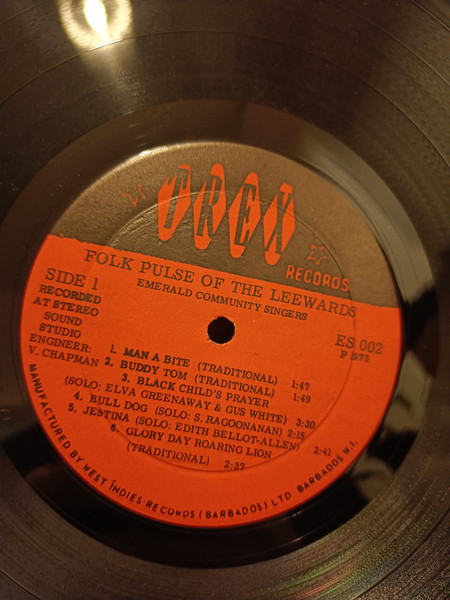 TREX
RECORDS
FOLK PULSE OF THE LEEWARDS
EMERALD COMMUNITY SINGERS
SIDE 1
RECORDED
AT STEREO
SOUND
STUDIO
ENGINEER:
V. CHAPMAN
ES 002
P 1975
1. MAN A BITE (TRADITIONAL) 1:47
2. BUDDY TOM (TRADITIONAL) 1:49
3. BLACK CHILD'S PRAYER
(SOLO: ELVA GREENAWAY & GUS WHITE) 3:30
4. BULL DOG (SOLO: S. RAGOONANAN) 2:15
5. JESTINA (SOLO: EDITH BELLOT-ALLEN) 2:41
6. GLORY DAY ROARING LION
(TRADITIONAL) 2:37
MANUFACTURED BY WEST INDIES RECORDS (BARBADOS) LTD BARBADOS W.I.